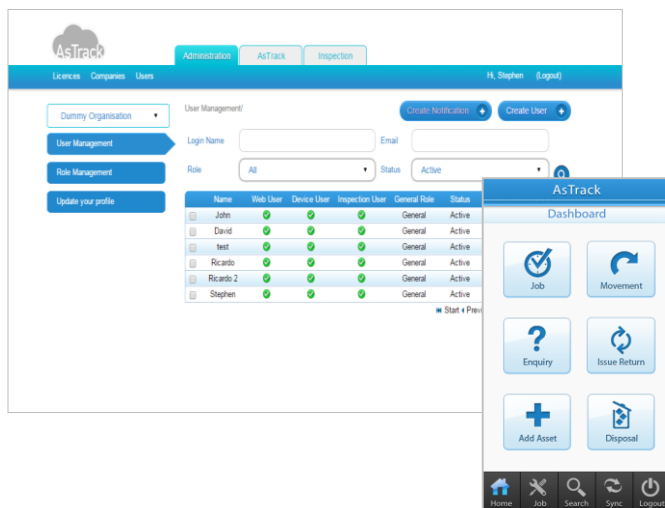 AsTrack
Administration AsTrack Inspection
Licences Companies Users Hi, Stephen (Logout)
Dummy Organisation
User Management/
Create Notification
Create User
User Management
Role Management
Update your profile
Login Name Email
Role All Status Active
Name Web User Device User Inspection User General Role Status
John General Active
David General Active
test General Active
Ricardo General Active
Ricardo 2 General Active
Stephen General Active
Start
AsTrack
Dashboard
Job Movement
Enquiry Issue Return
Add Asset Disposal
Home Job Search Sync Logout